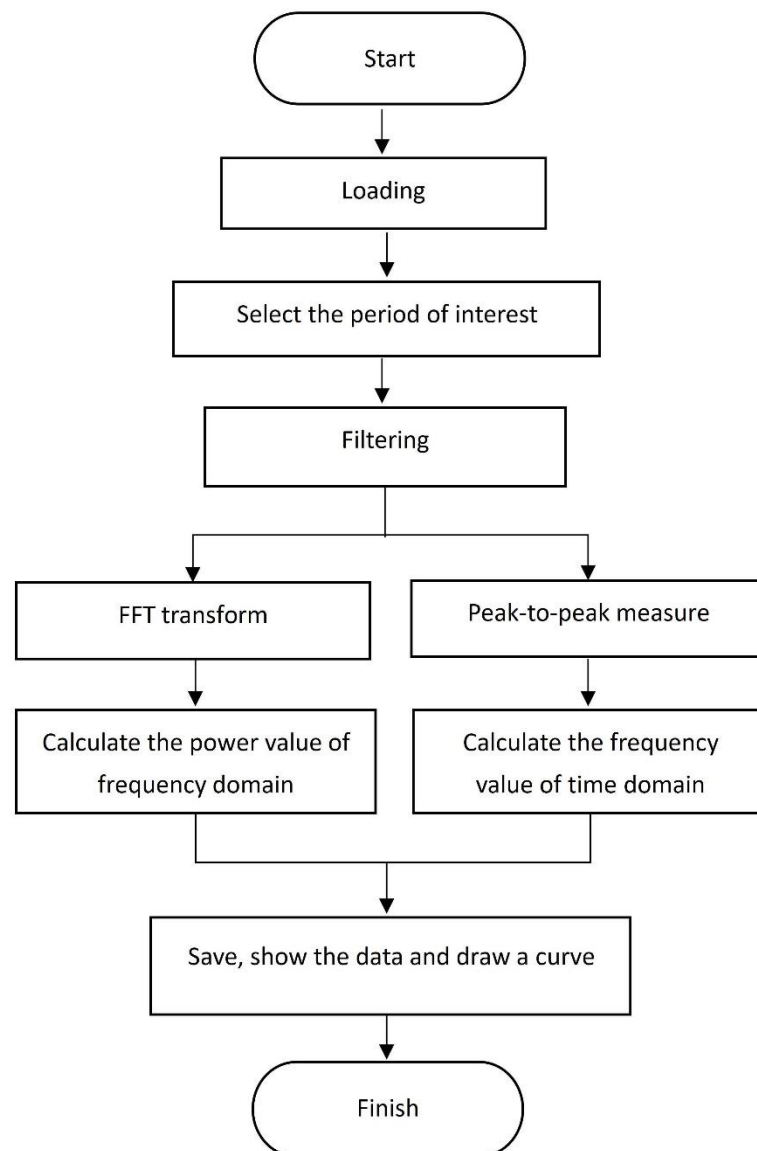 Start
Loading
Select the period of interest
Filtering
FFT transform
Peak-to-peak measure
Calculate the power value of
frequency domain
Calculate the frequency
value of time domain
Save, show the data and draw a curve
Finish